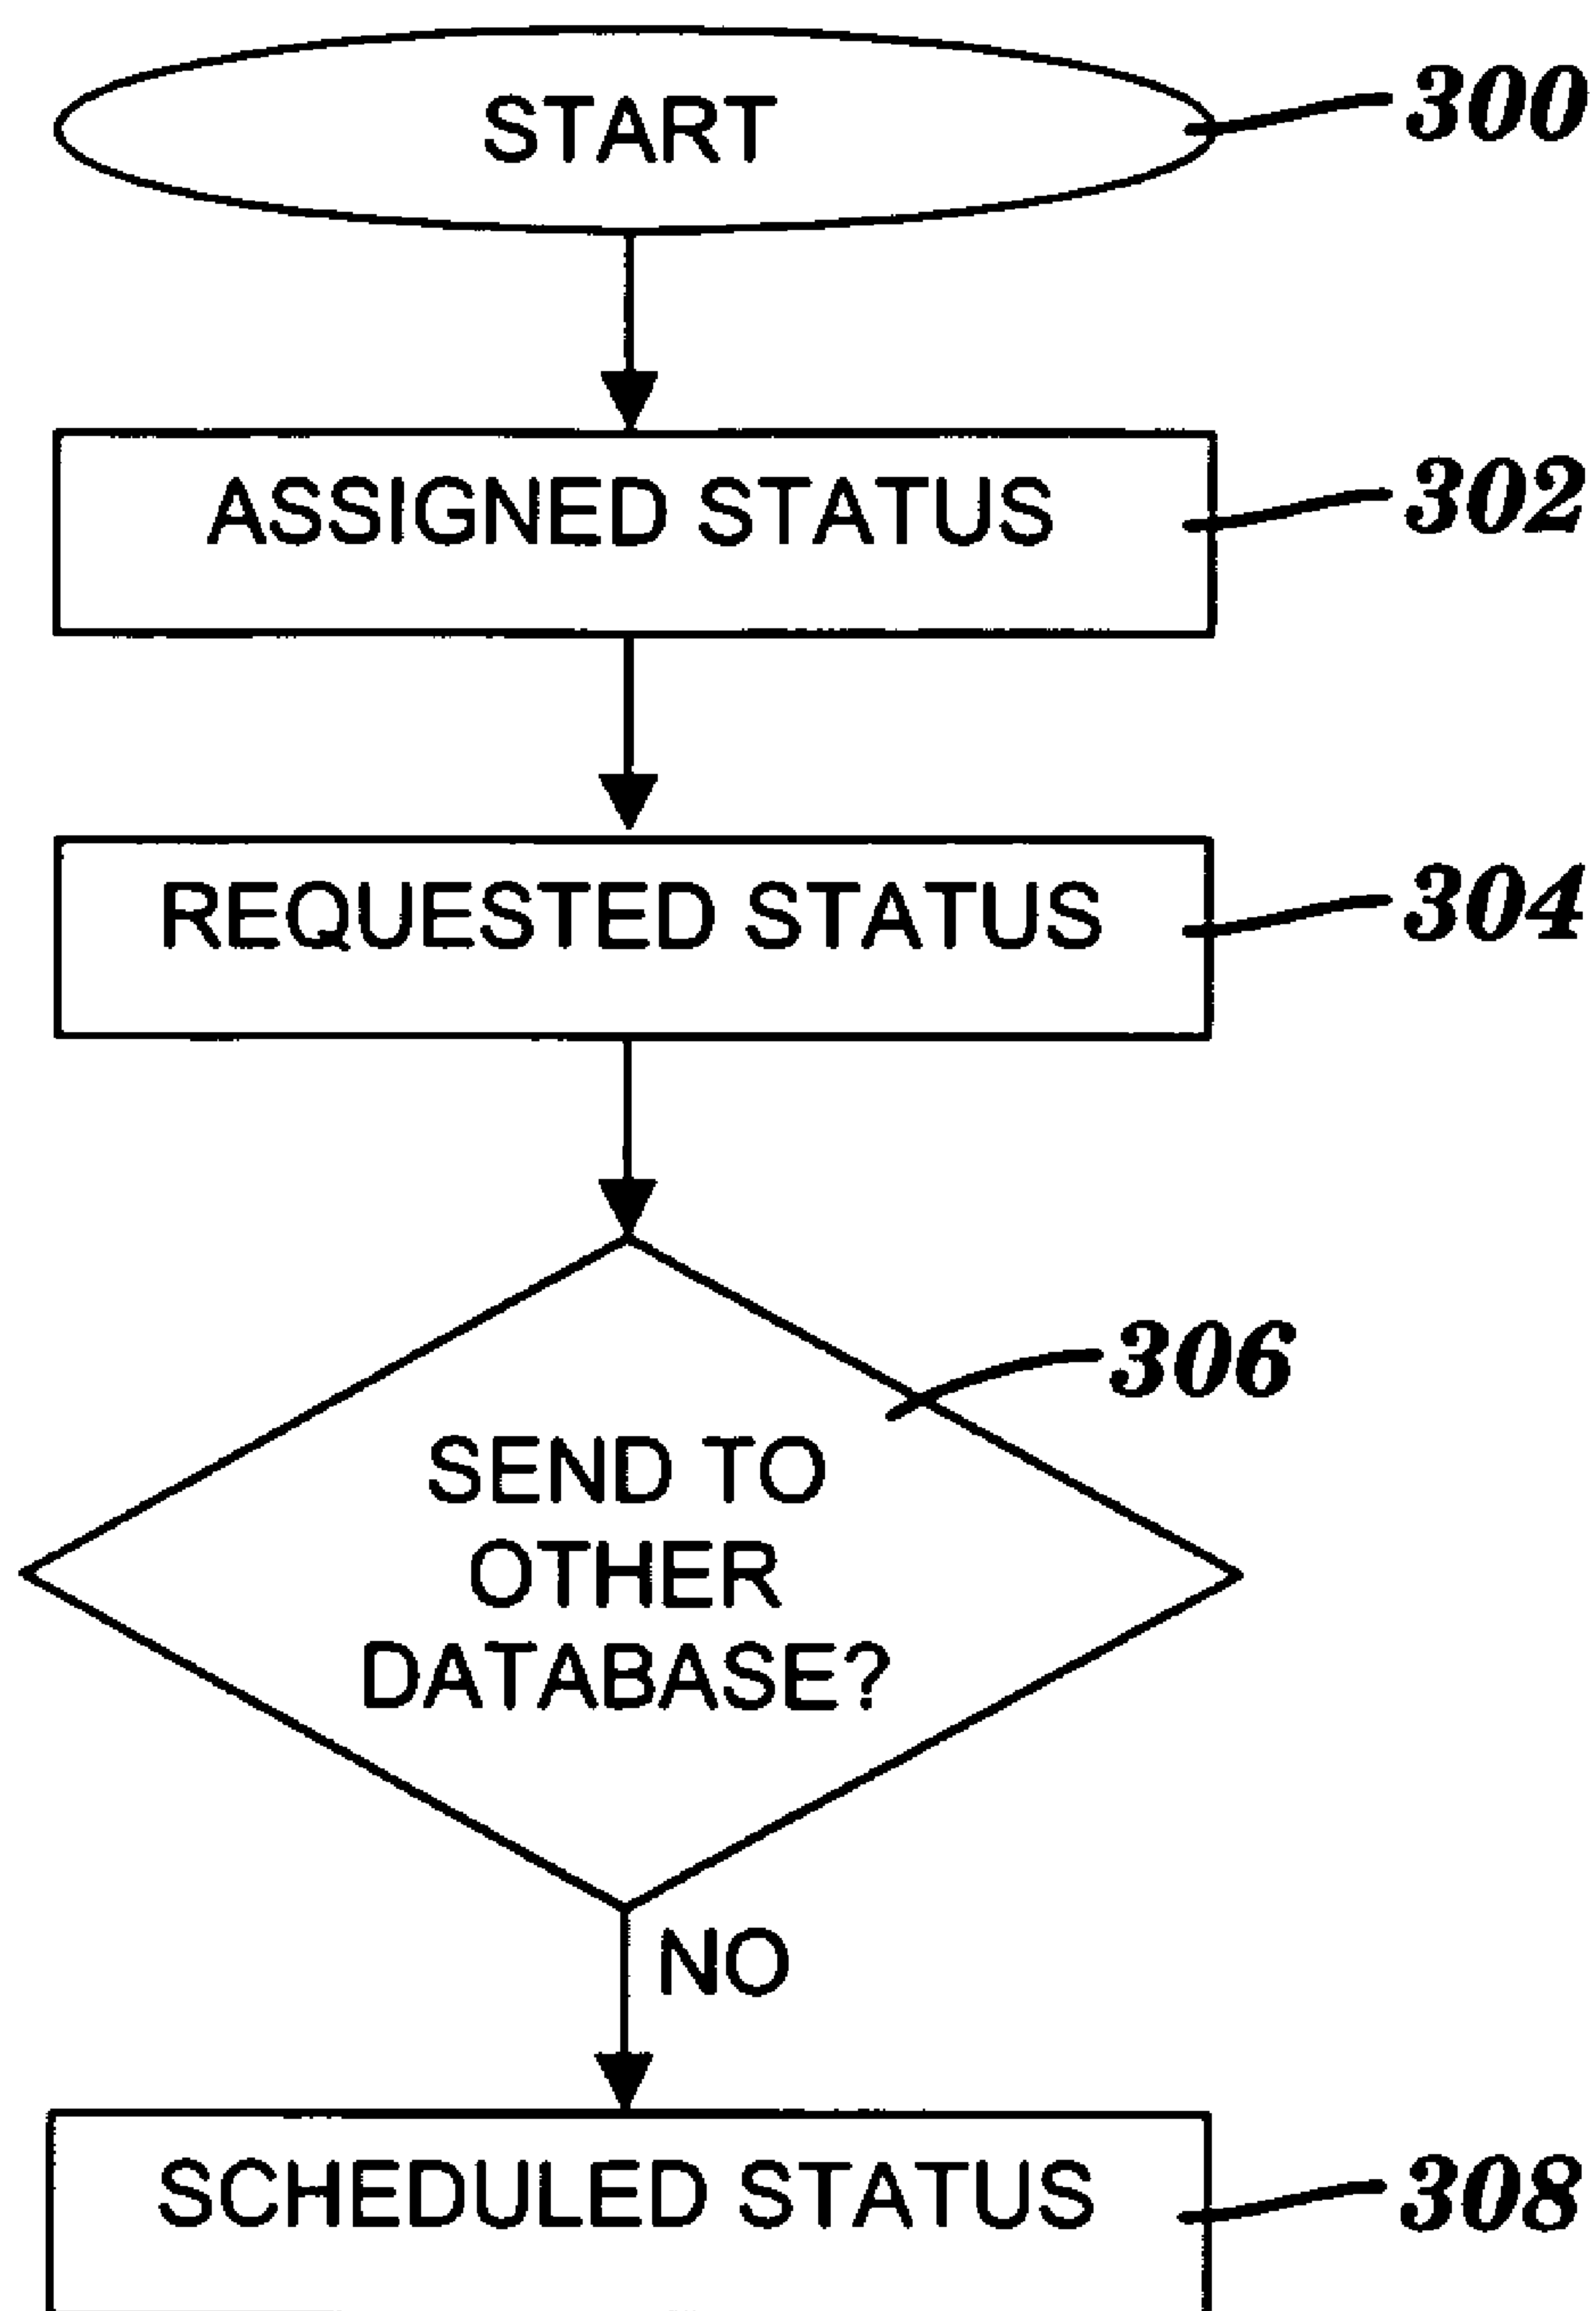 START
300
ASSIGNED STATUS
302
REQUESTED STATUS
304
306
SEND TO
OTHER
DATABASE?
NO
SCHEDULED STATUS
308